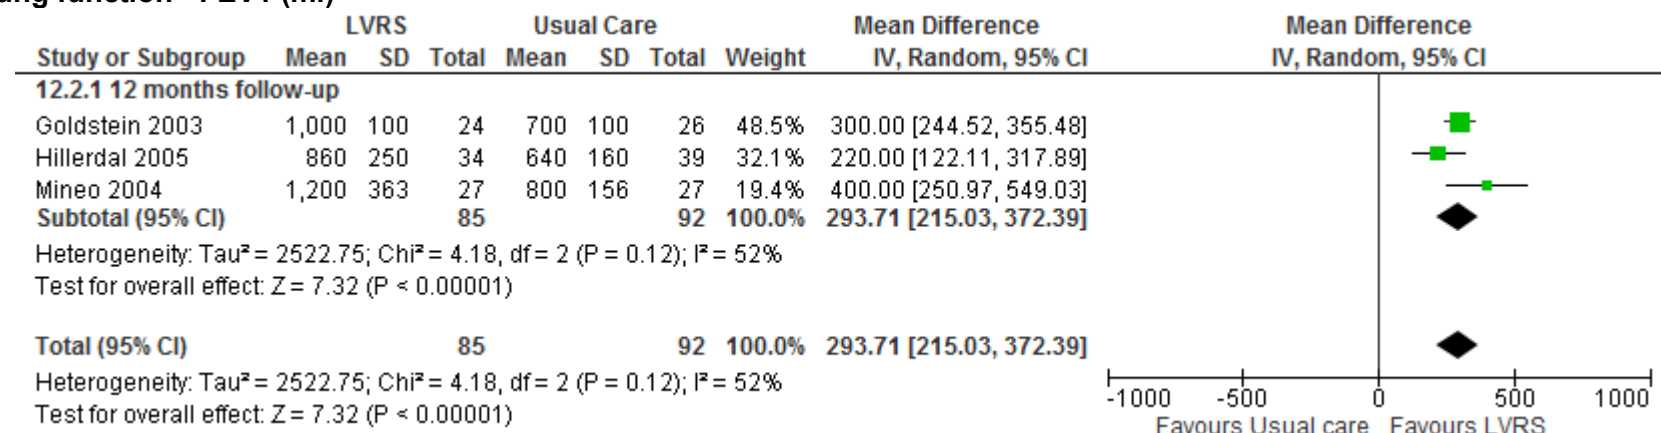 LVRS Usual Care Mean Difference Mean Difference
Study or Subgroup Mean SD Total Mean SD Total Weight IV, Random, 95% CI IV, Random, 95% CI
12.2.1 12 months follow-up
Goldstein 2003 1,000 100 24 700 100 26 48.5% 300.00 [244.52, 355.48]
Hillerdal 2005 860 250 34 640 160 39 32.1% 220.00 [122.11, 317.89]
Mineo 2004 1,200 363 27 800 156 27 19.4% 400.00 [250.97, 549.03]
Subtotal (95% CI) 85 92 100.0% 293.71 [215.03, 372.39]
Heterogeneity: Tau² = 2522.75; Chi² = 4.18, df = 2 (P = 0.12); I² = 52%
Test for overall effect: Z = 7.32 (P < 0.00001)
Total (95% CI) 85 92 100.0% 293.71 [215.03, 372.39]
Heterogeneity: Tau² = 2522.75; Chi² = 4.18, df = 2 (P = 0.12); I² = 52%
Test for overall effect: Z = 7.32 (P < 0.00001)
-1000 -500 0 500 1000
Favours Usual care Favours LVRS